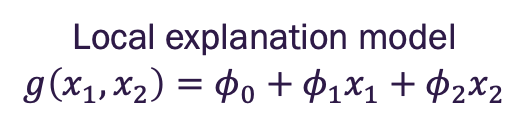 Local explanation model
g(x₁, x₂) = ϕ₀ + ϕ₁x₁ + ϕ₂x₂